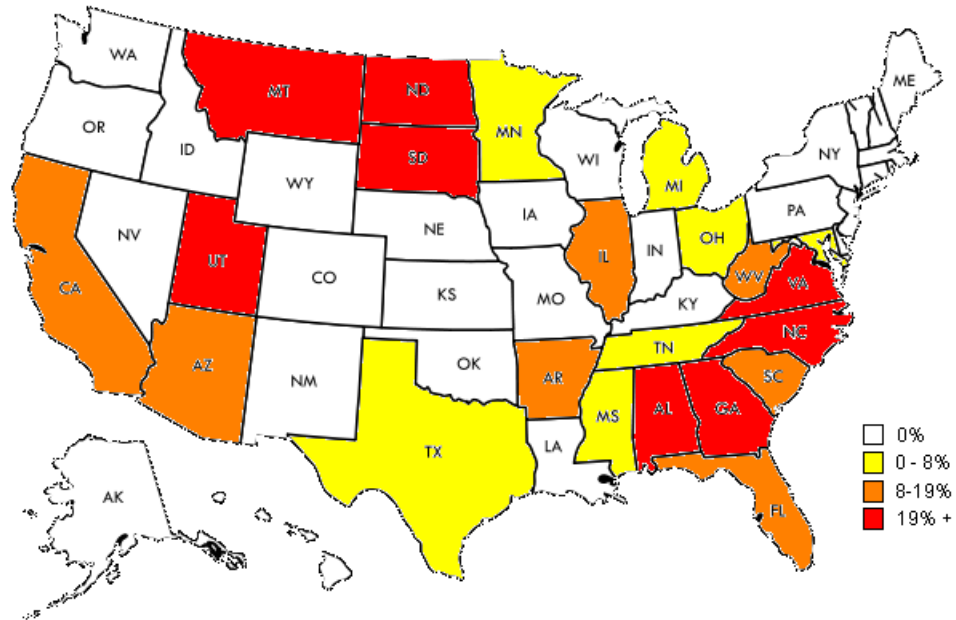 WA
MT
ND
ME
OR
MN
ID
SD
WI
NY
WY
MI
PA
IA
NE
NV
OH
IN
IL
UT
CO
WV
VA
CA
KS
MO
KY
NC
TN
AZ
OK
AR
SC
NM
AL
GA
MS
LA
TX
0%
0 - 8%
AK
8-19%
FL
19% +